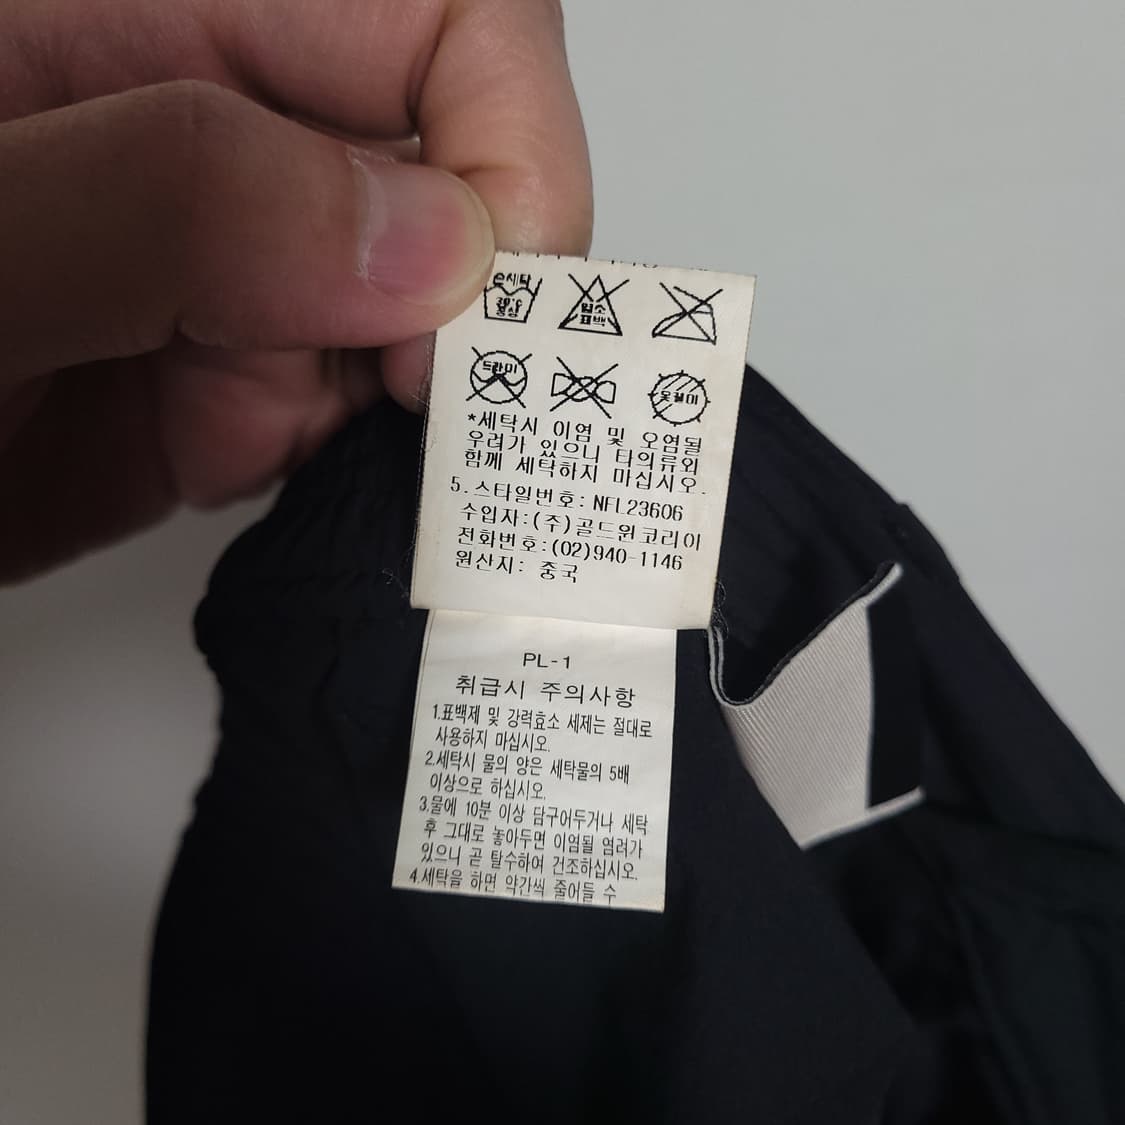 손세탁
30°C
중성
염소
표백
드라이
옷걸이
*세탁시 이염 및 오염될
우려가 있으니 타의류와
함께 세탁하지 마십시오.
5.스타일번호: NFL23606
수입자:(주)골드윈코리아
전화번호:(02)940-1146
원산지: 중국
PL-1
취급시 주의사항
1.표백제 및 강력효소 세제는 절대로
사용하지 마십시오.
2.세탁시 물의 양은 세탁물의 5배
이상으로 하십시오.
3.물에 10분 이상 담구어두거나 세탁
후 그대로 놓아두면 이염될 염려가
있으니 곧 탈수하여 건조하십시오.
4.세탁을 하면 약간씩 줄어들 수